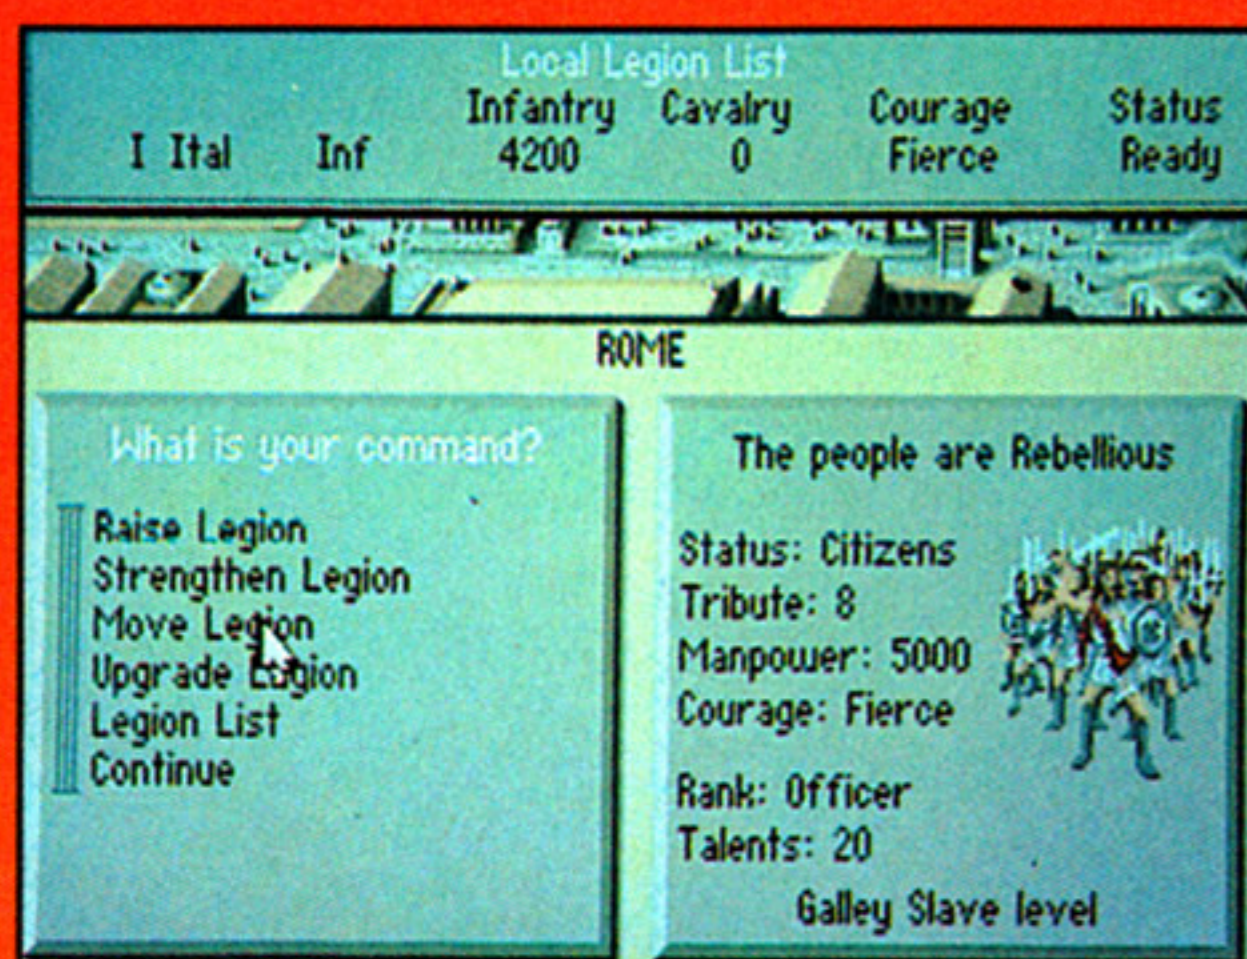 Local Legion List
Infantry Cavalry Courage Status
I Ital Inf 4200 0 Fierce Ready
ROME
What is your command?
Raise Legion
Strengthen Legion
Move Legion
Upgrade Legion
Legion List
Continue
The people are Rebellious
Status: Citizens
Tribute: 8
Manpower: 5000
Courage: Fierce
Rank: Officer
Talents: 20
Galley Slave level